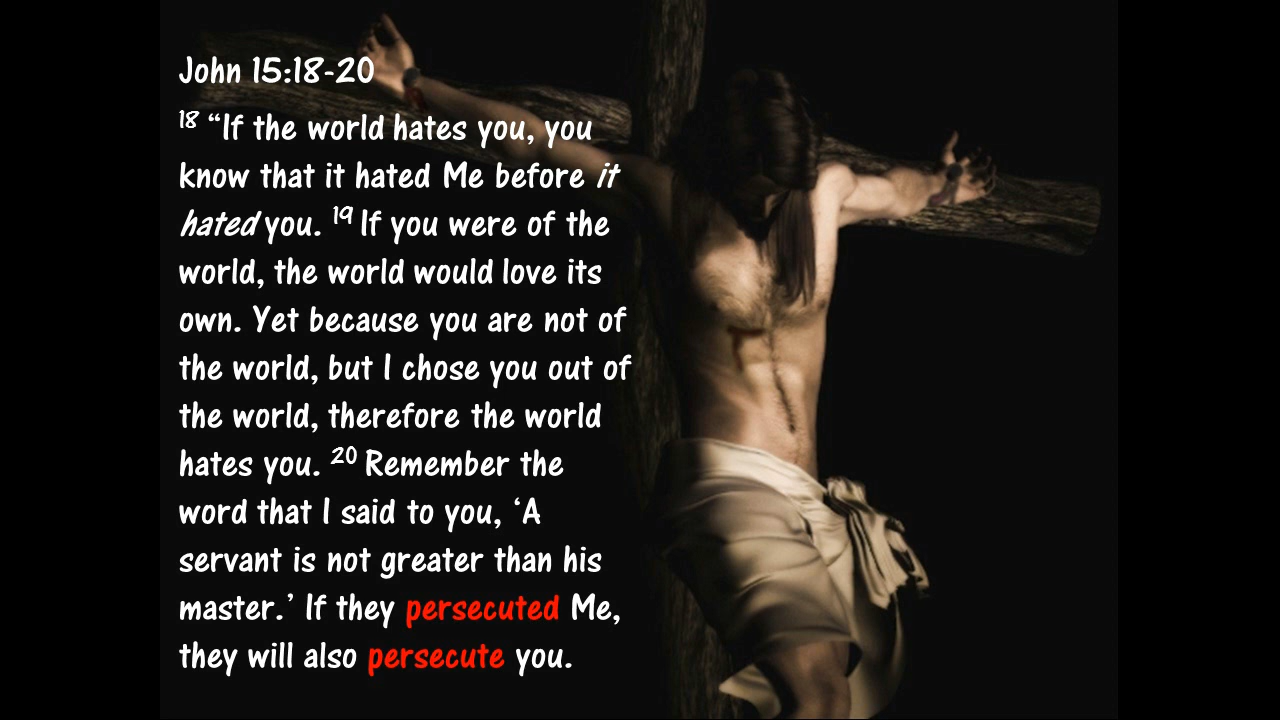 John 15:18-20
18 “If the world hates you, you
know that it hated Me before it
hated you. 19 If you were of the
world, the world would love its
own. Yet because you are not of
the world, but I chose you out of
the world, therefore the world
hates you. 20 Remember the
word that I said to you, ‘A
servant is not greater than his
master.’ If they persecuted Me,
they will also persecute you.